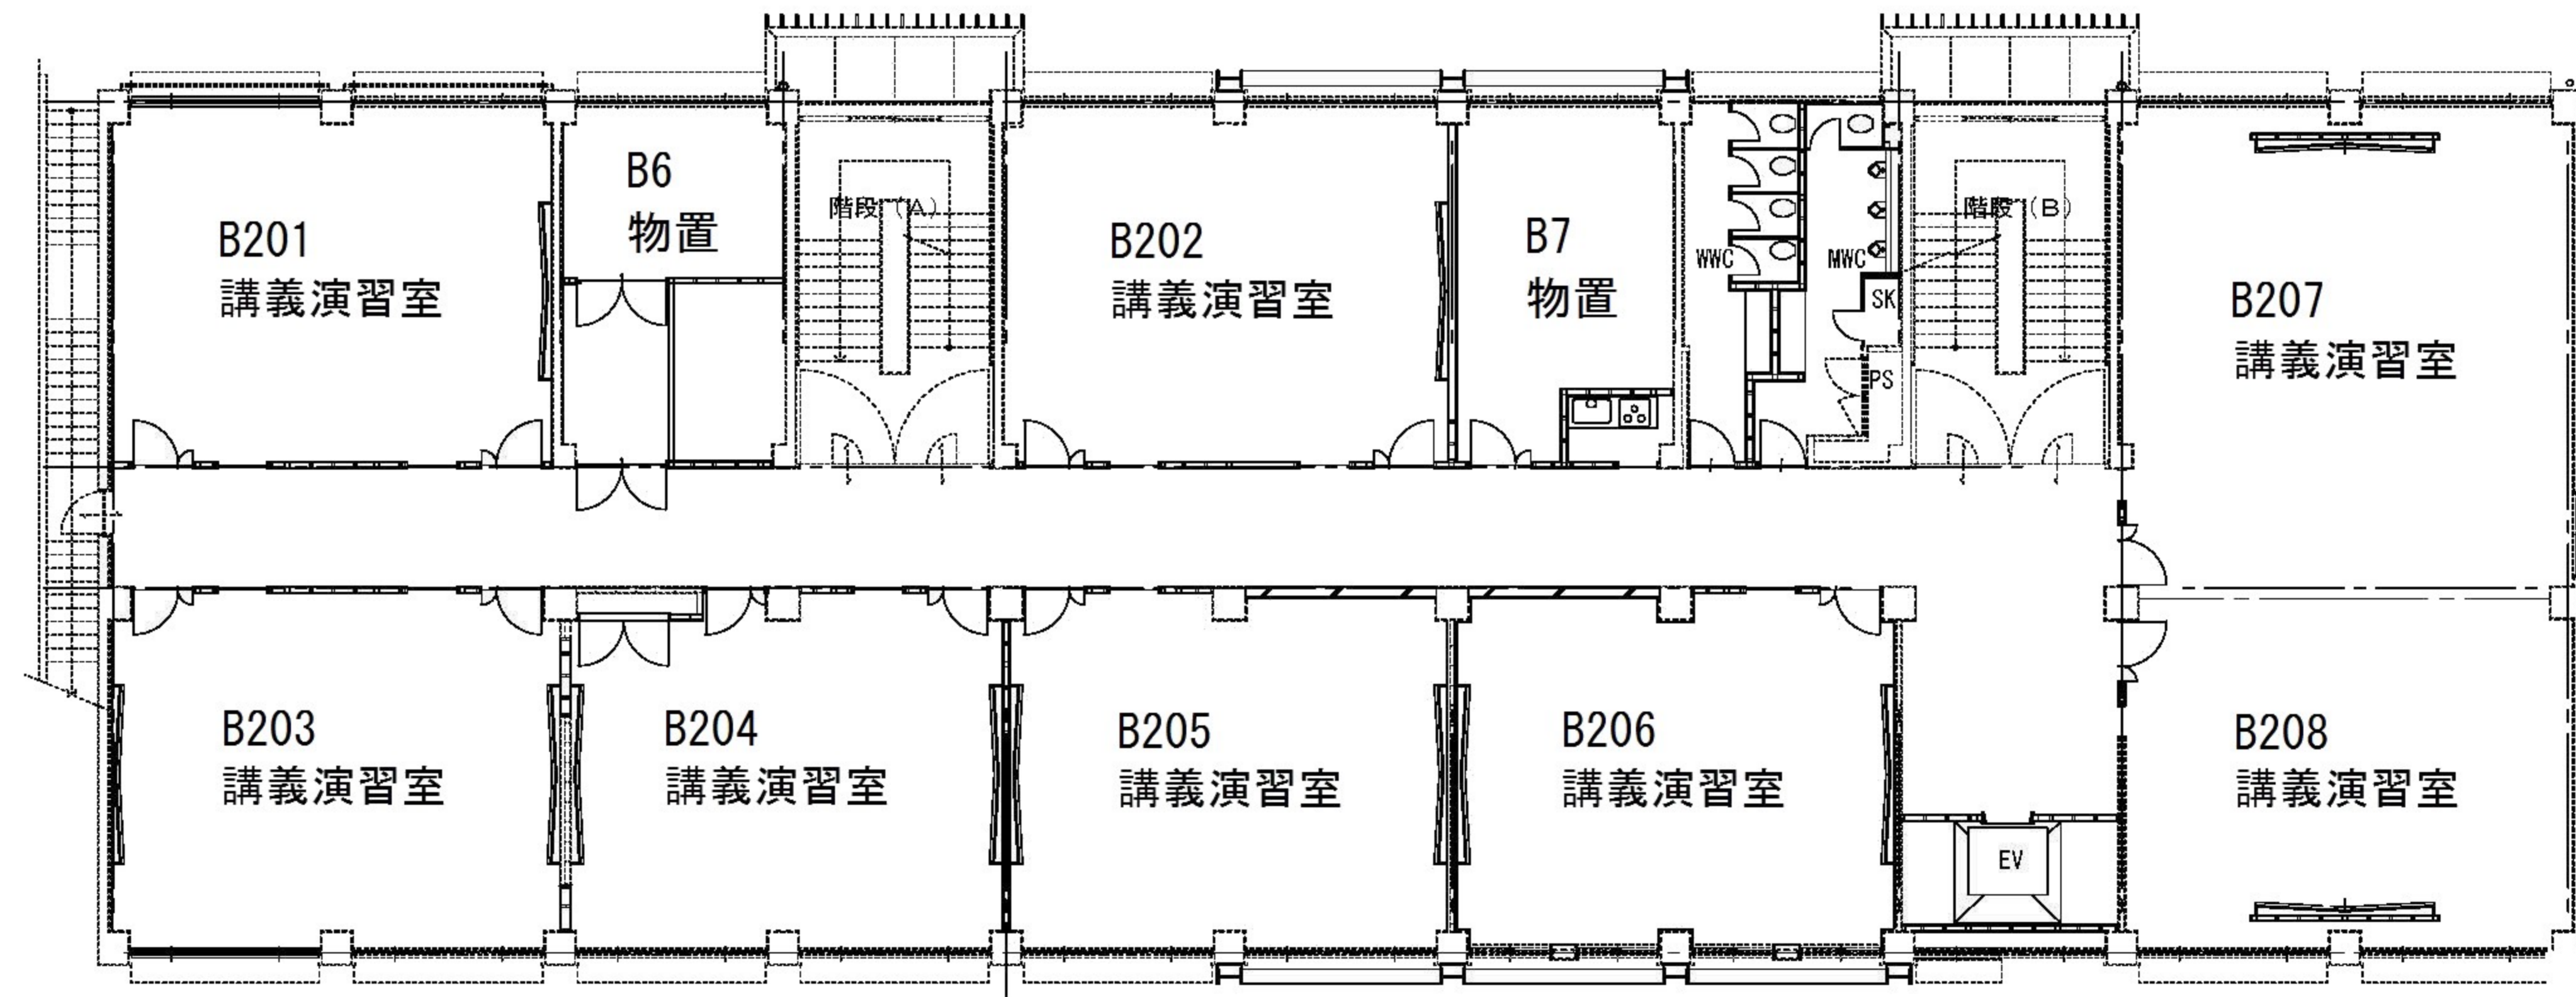 B201
講義演習室
B6
物置
階段(A)
B202
講義演習室
B7
物置
WWC
MWC
SK
PS
階段(B)
B207
講義演習室
B203
講義演習室
B204
講義演習室
B205
講義演習室
B206
講義演習室
EV
B208
講義演習室